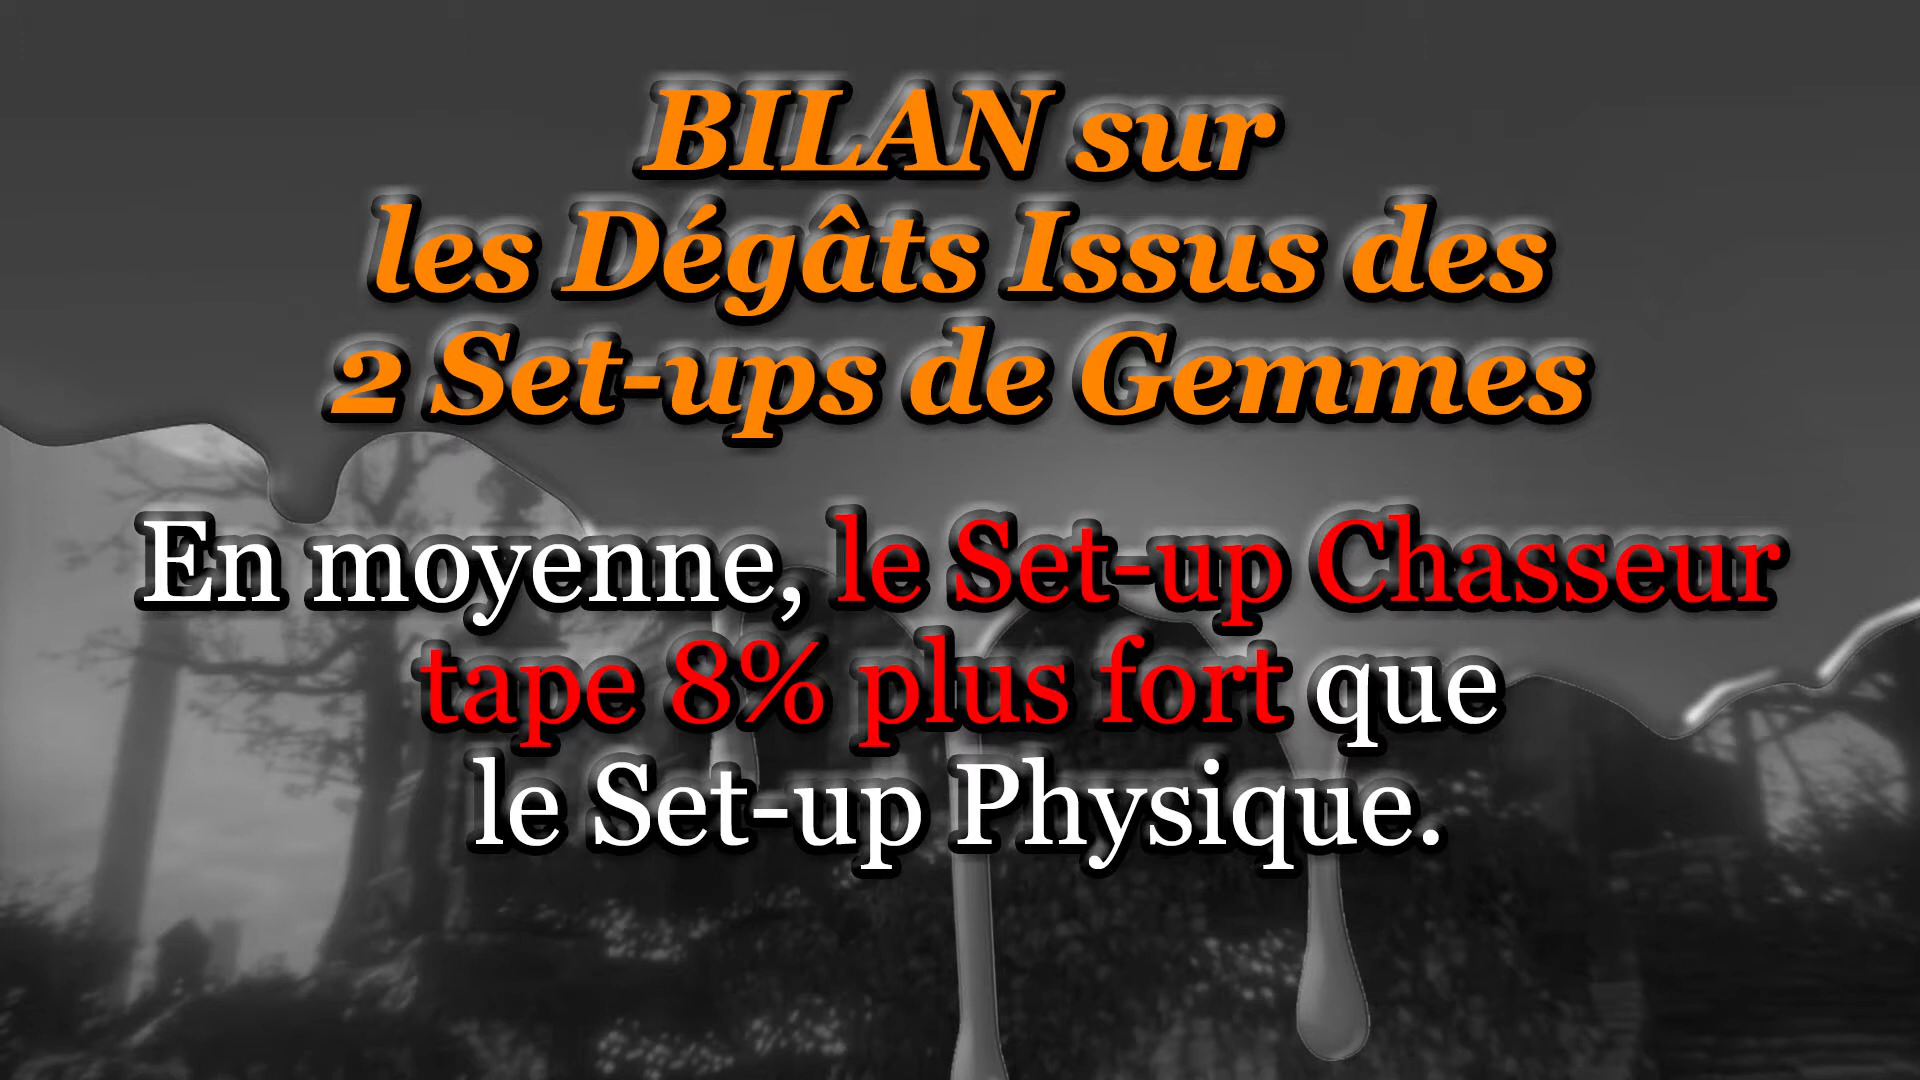 BILAN sur
les Dégâts Issus des
2 Set-ups de Gemmes
En moyenne, le Set-up Chasseur
tape 8% plus fort que
le Set-up Physique.